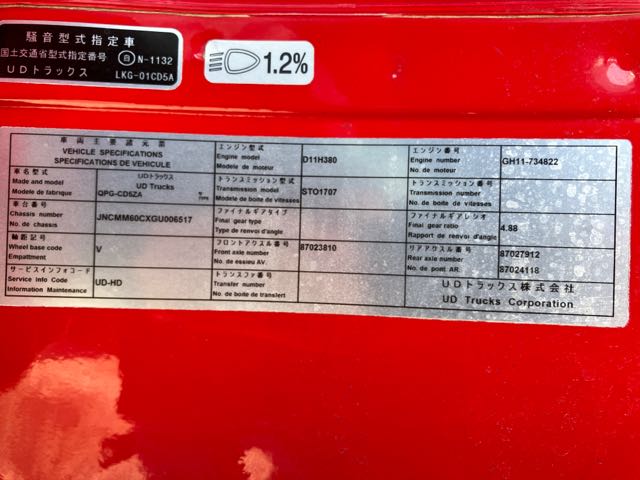 騒音型式指定車
国土交通省型式指定番号 自 N-1132
UDトラックス LKG-01CD5A
1.2%
車両主要諸元表
VEHICLE SPECIFICATIONS
SPECIFICATIONS DE VEHICULE
エンジン型式
Engine model
Modele de moteur
D11H380
エンジン番号
Engine number
No. de moteur
GH11-734822
車名型式
Made and model
Modele de fabrique
UDトラックス
UD Trucks
QPG-CD5ZA
トランスミッション型式
Transmission model
Modele de boite de vitesses
STO1707
トランスミッション番号
Transmission number
No. de boite de vitesses
車台番号
Chassis number
No. de chassis
JNCMM60CXGU006517
ファイナルギアタイプ
Final gear type
Type de renvoi d'angle
ファイナルギアレシオ
Final gear ratio
Rapport de renvoi d'angle
4.88
軸距記号
Wheel base code
Empattment
V
フロントアクスル番号
Front axle number
No. de essieu AV
87023810
リアアクスル番号
Rear axle number
No. de pont AR
87027912
87024118
サービスインフォコード
Service Info Code
Information Maintenance
UD-HD
トランスファ番号
Transfer number
No. de boite de transfert
UDトラックス株式会社
UD Trucks Corporation